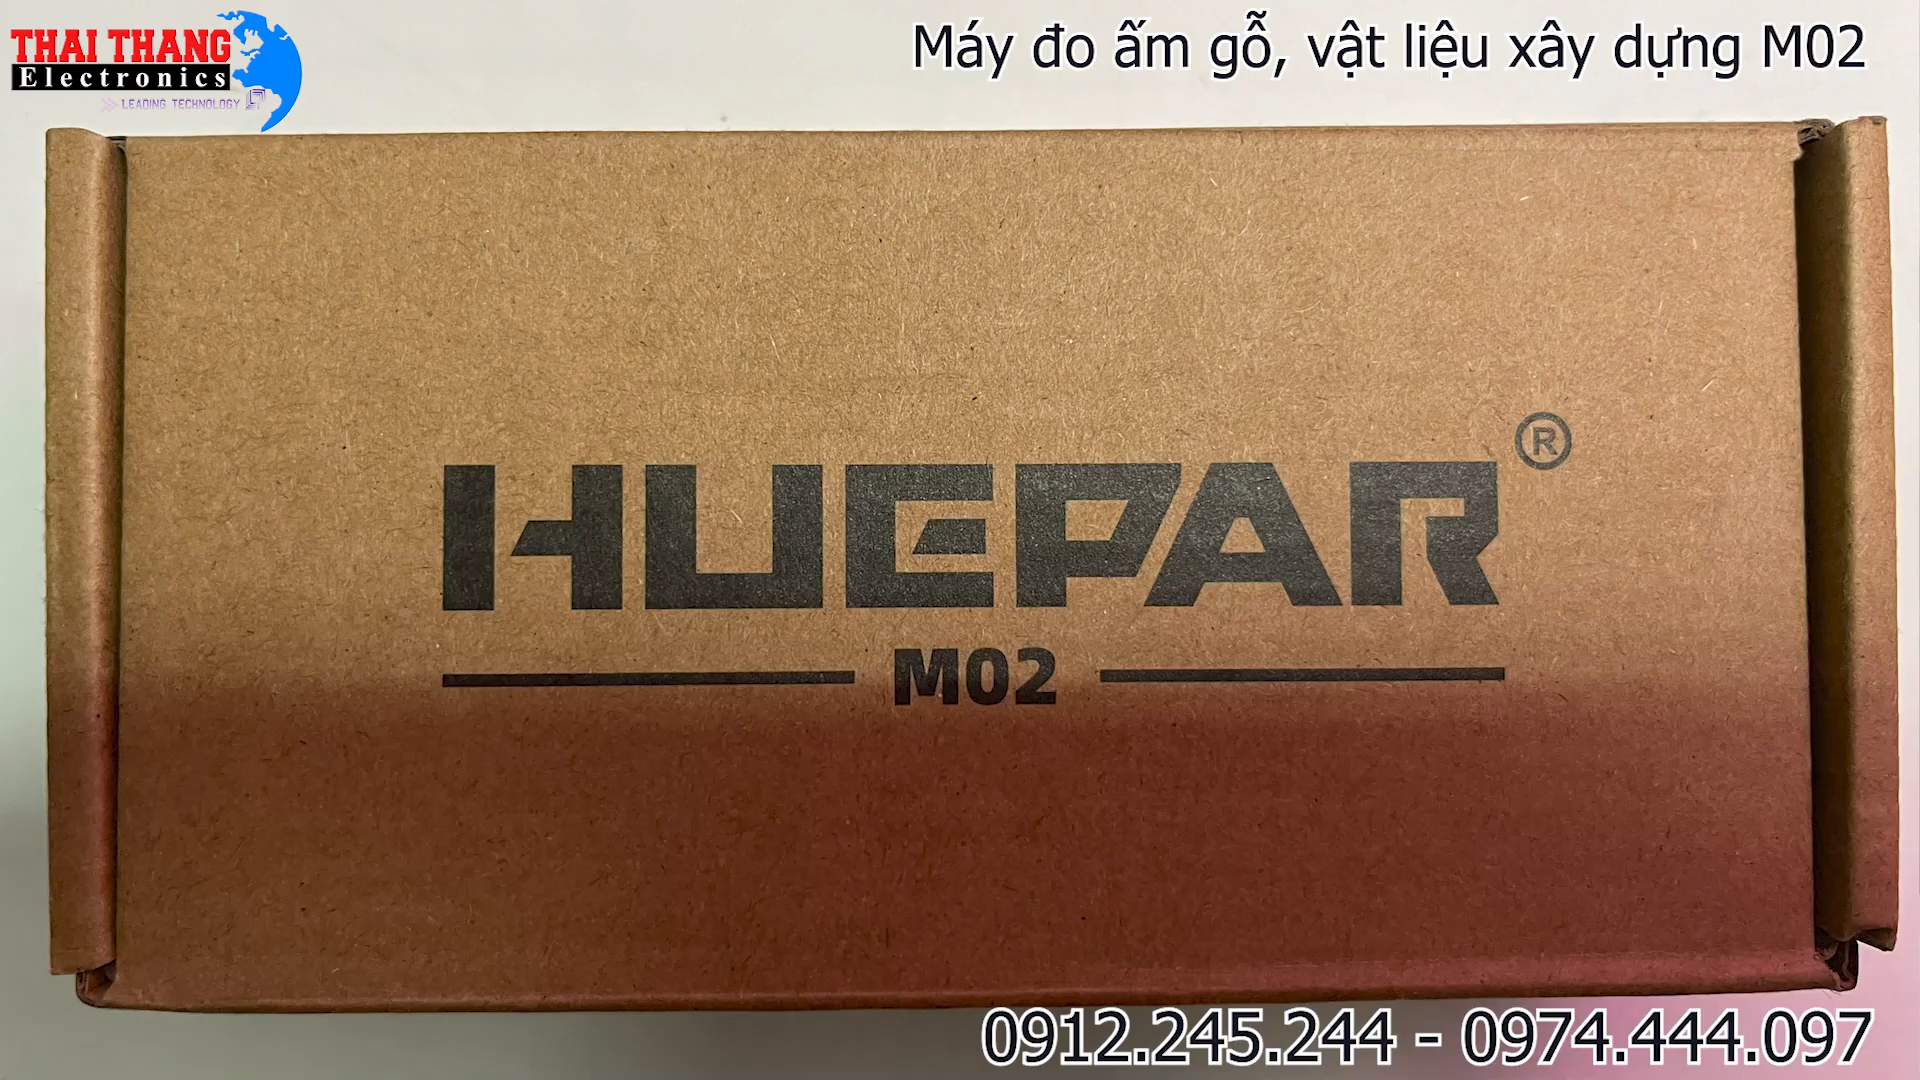 THAI THANG
Electronics
LEADING TECHNOLOGY
Máy đo ấm gỗ, vật liệu xây dựng M02
HUEPAR®
M02
0912.245.244 - 0974.444.097